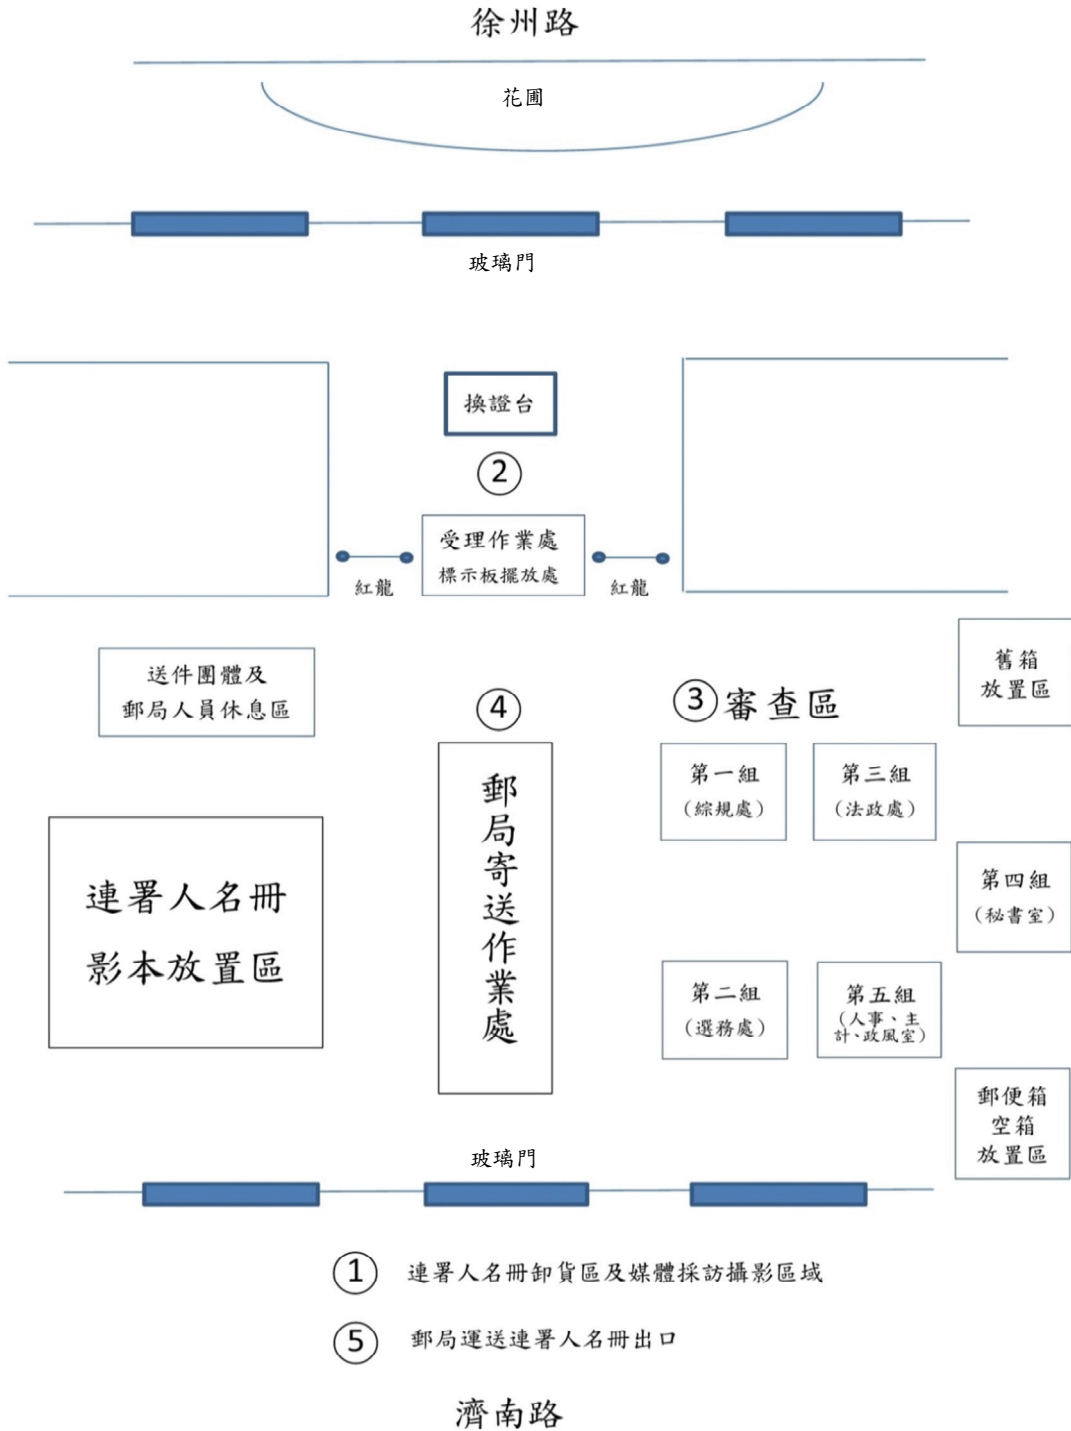 徐州路
花圃
玻璃門
換證台
②
受理作業處
標示板擺放處
紅龍
紅龍
送件團體及
郵局人員休息區
④
③審查區
舊箱
放置區
第一組
(綜規處)
第三組
(法政處)
連署人名冊
影本放置區
郵局寄送作業處
第四組
(秘書室)
第二組
(選務處)
第五組
(人事、主
計、政風室)
郵便箱
空箱
放置區
玻璃門
① 連署人名冊卸貨區及媒體採訪攝影區域
⑤ 郵局運送連署人名冊出口
濟南路